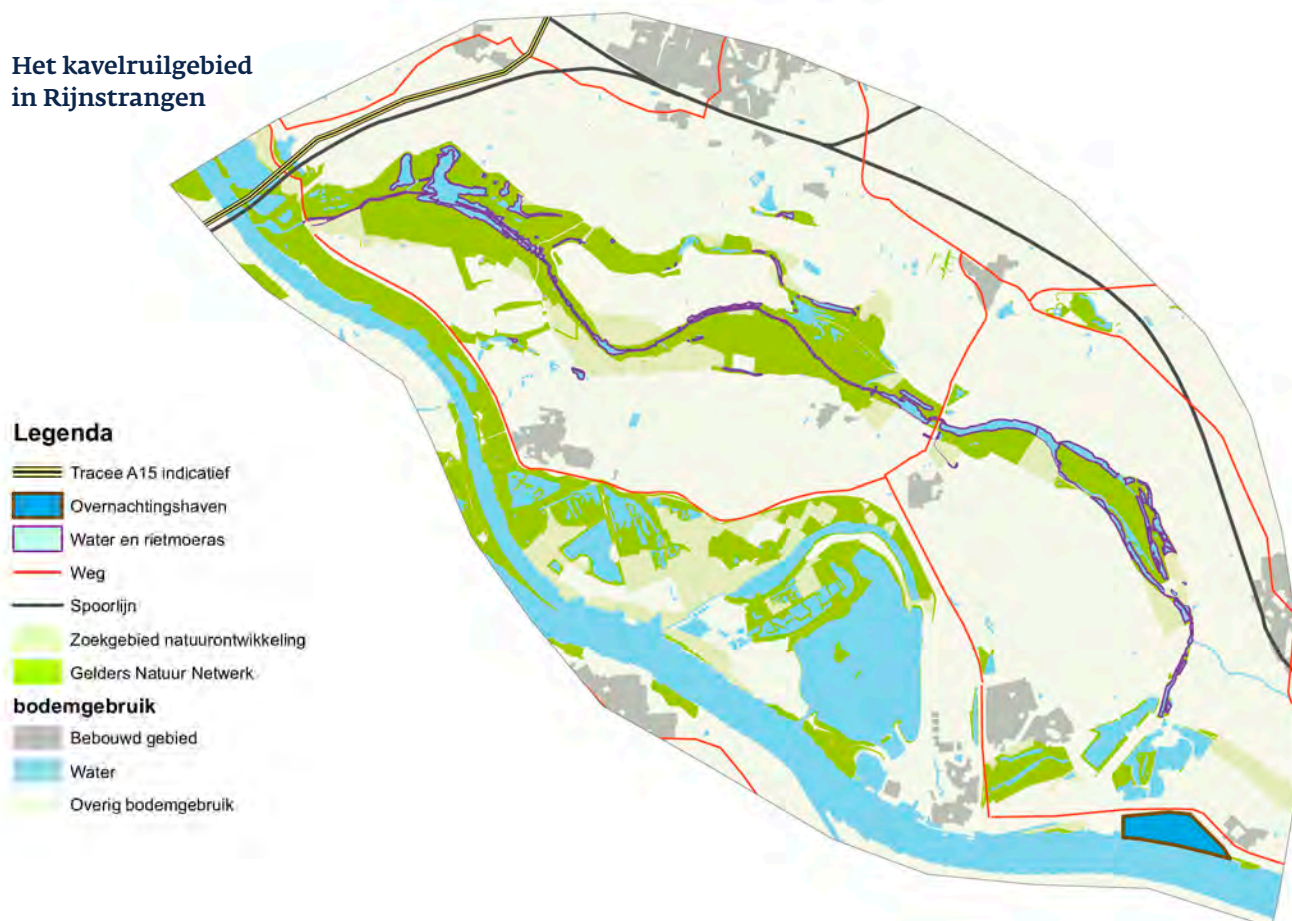 Het kavelruilgebied
in Rijnstrangen
Legenda
Tracee A15 indicatief
Overnachtingshaven
Water en rietmoeras
Weg
Spoorlijn
Zoekgebied natuurontwikkeling
Gelders Natuur Netwerk
bodemgebruik
Bebouwd gebied
Water
Overig bodemgebruik